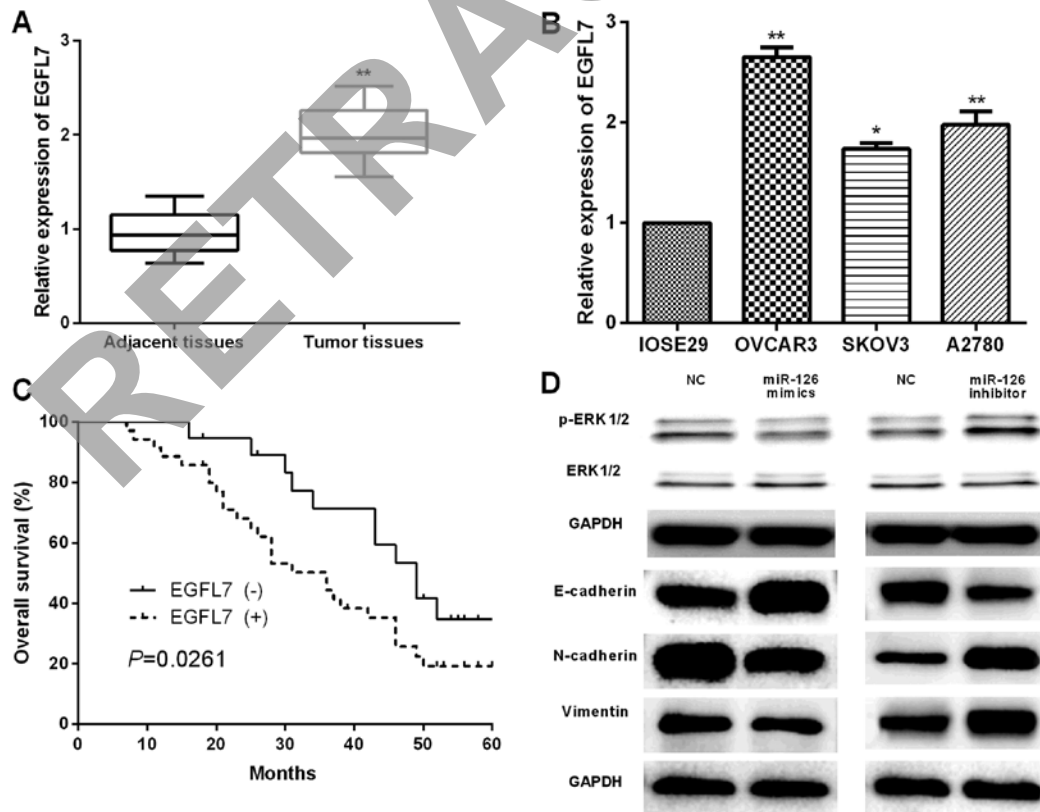 A
Relative expression of EGFL7
3
2
1
0
**
Adjacent tissues
Tumor tissues
B
Relative expression of EGFL7
3
2
1
0
**
*
**
IOSE29
OVCAR3
SKOV3
A2780
C
Overall survival (%)
100
80
60
40
20
0
EGFL7 (-)
EGFL7 (+)
P=0.0261
0
10
20
30
40
50
60
Months
D
NC
miR-126
mimics
NC
miR-126
inhibitor
p-ERK1/2
ERK1/2
GAPDH
E-cadherin
N-cadherin
Vimentin
GAPDH
RETRA